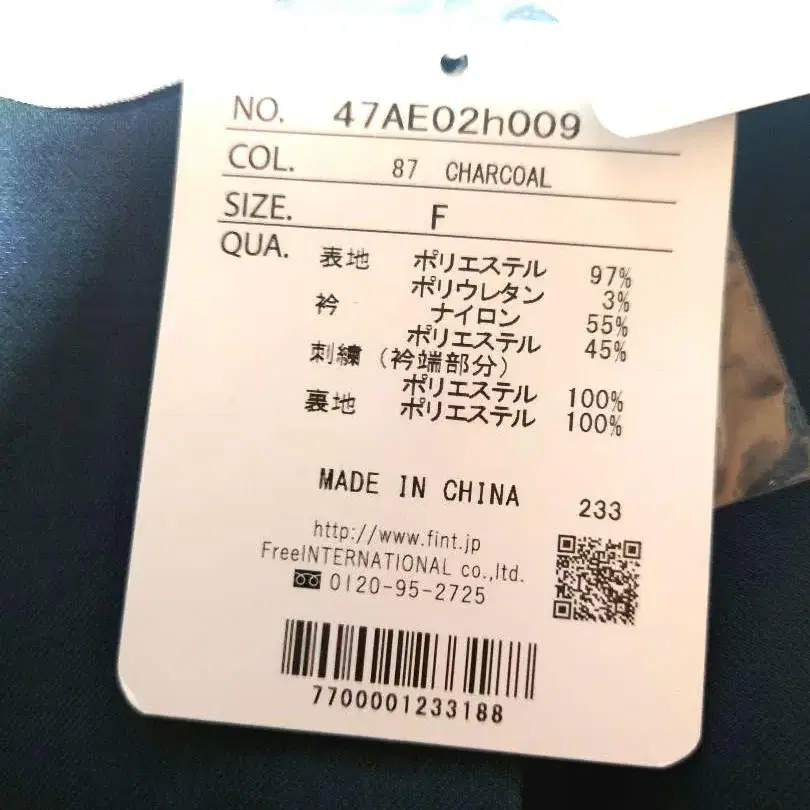 NO. 47AE02h009
COL. 87 CHARCOAL
SIZE. F
QUA. 表地 ポリエステル 97%
ポリウレタン 3%
衿 ナイロン 55%
ポリエステル 45%
刺繍（衿端部分）
ポリエステル 100%
裏地 ポリエステル 100%
MADE IN CHINA 233
http://www.fint.jp
FreeINTERNATIONAL co.,ltd.
0120-95-2725
7700001233188